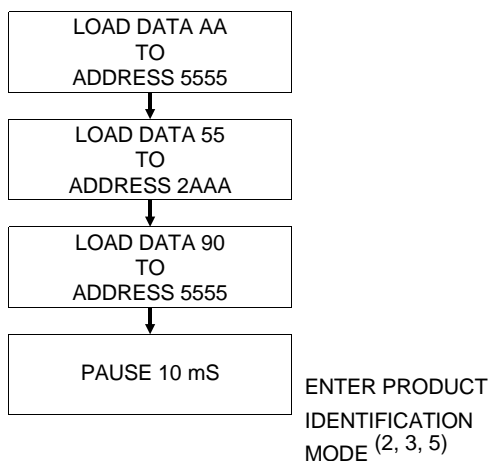 LOAD DATA AA
TO
ADDRESS 5555
LOAD DATA 55
TO
ADDRESS 2AAA
LOAD DATA 90
TO
ADDRESS 5555
PAUSE 10 mS
ENTER PRODUCT
IDENTIFICATION
MODE (2, 3, 5)